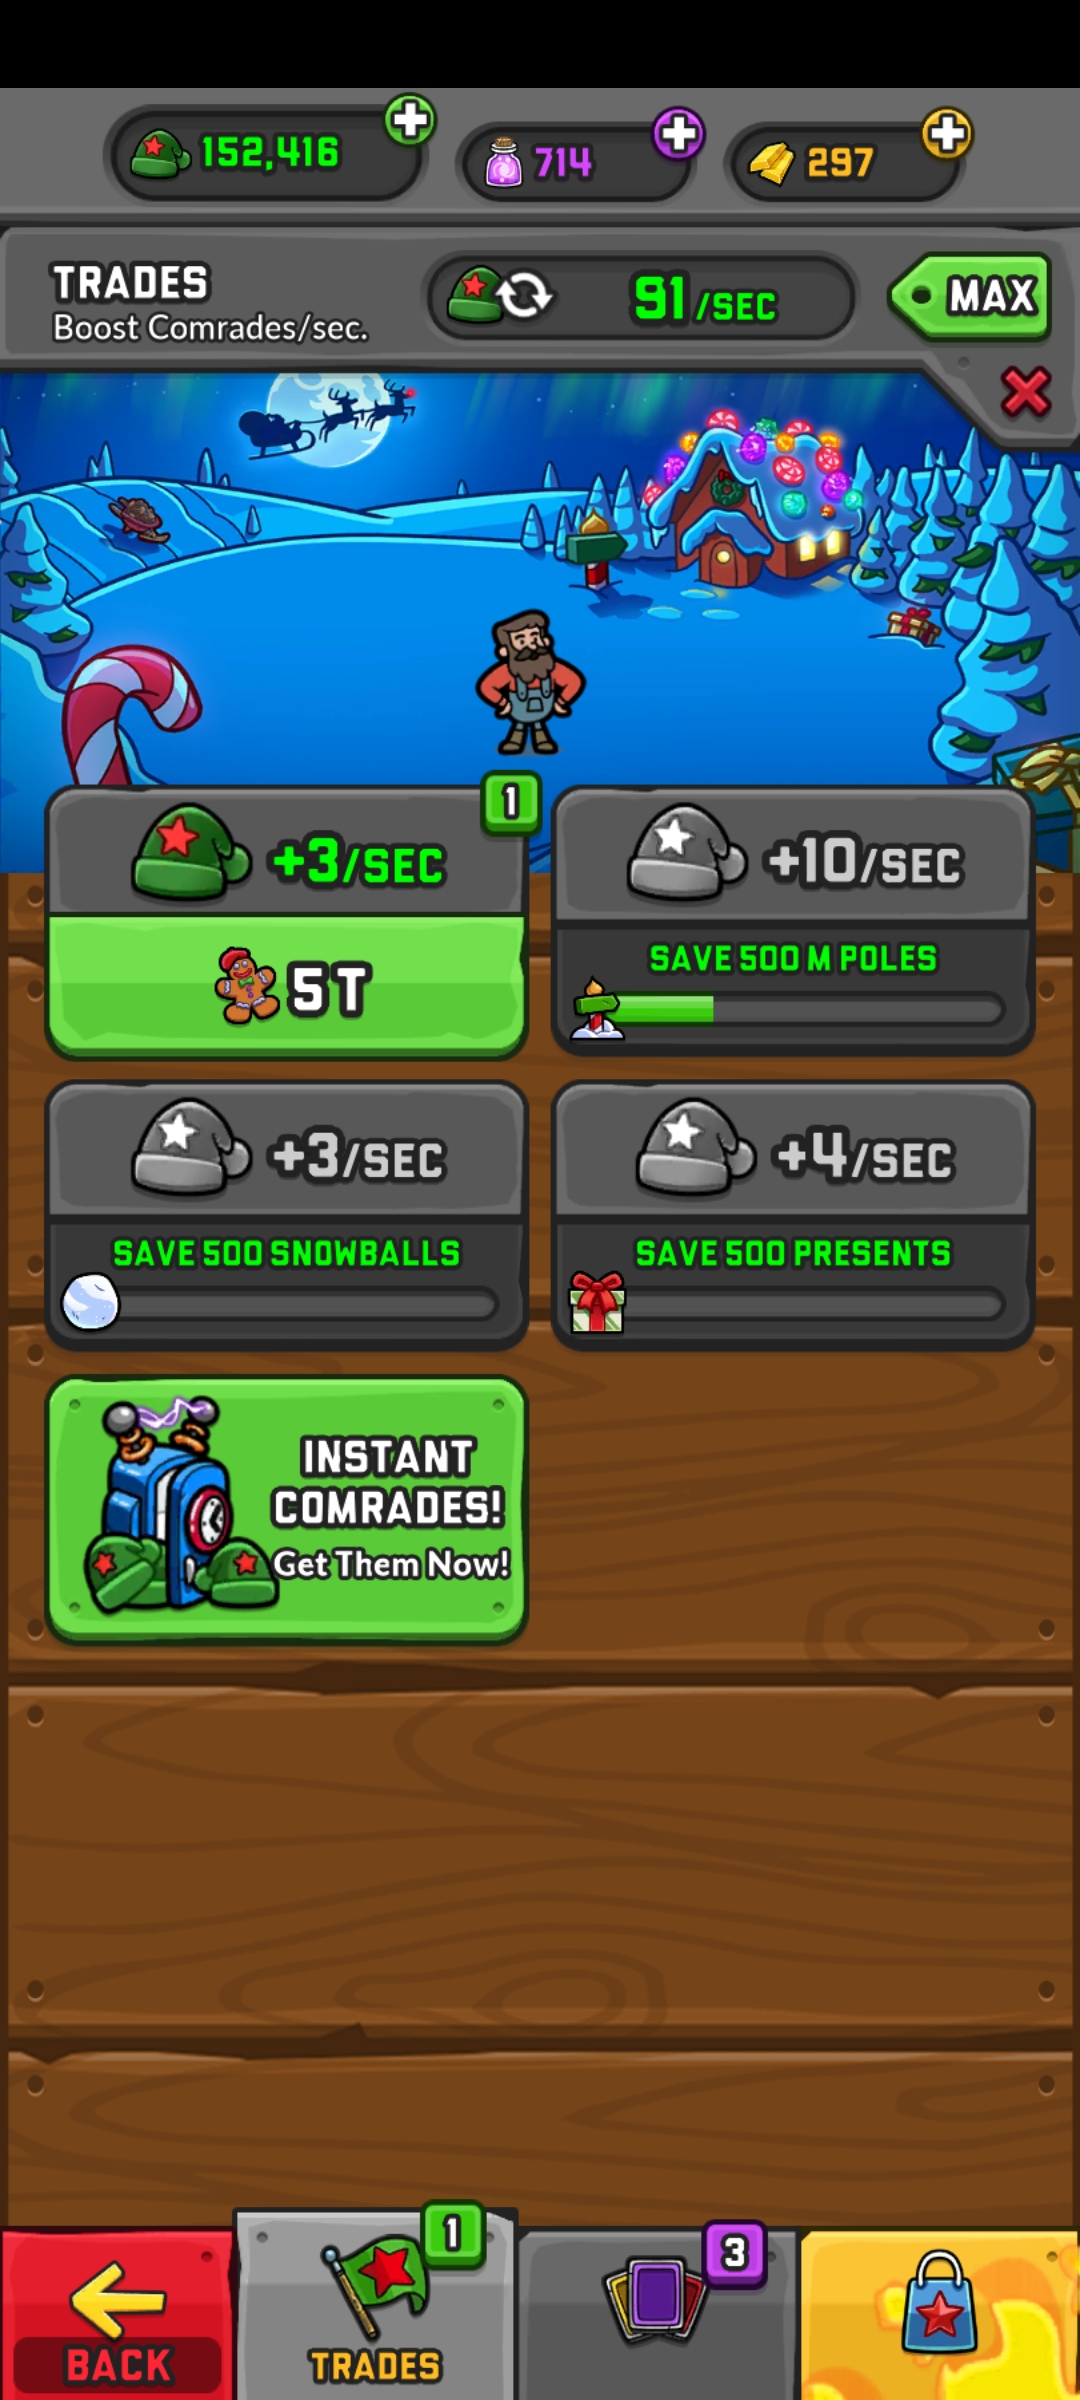 152,416
714
297
TRADES
Boost Comrades/sec.
91/SEC
MAX
1
+3/SEC
+10/SEC
5 T
SAVE 500 M POLES
+3/SEC
+4/SEC
SAVE 500 SNOWBALLS
SAVE 500 PRESENTS
INSTANT
COMRADES!
Get Them Now!
1
3
BACK
TRADES